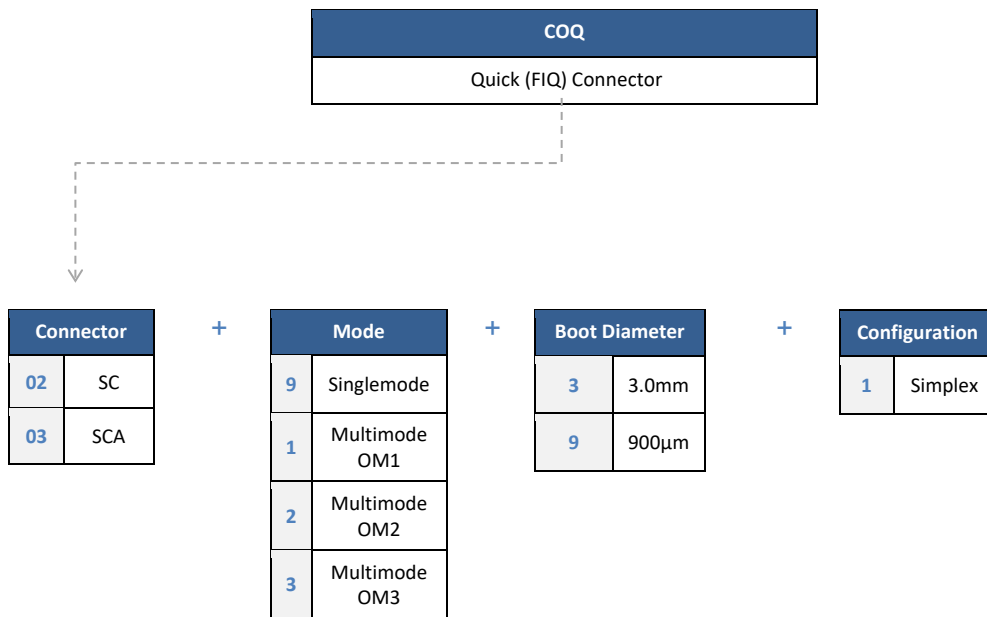 COQ
Quick (FIQ) Connector
Connector
+
Mode
+
Boot Diameter
+
Configuration
02 SC
03 SCA
9 Singlemode
1 Multimode
OM1
2 Multimode
OM2
3 Multimode
OM3
3 3.0mm
9 900µm
1 Simplex